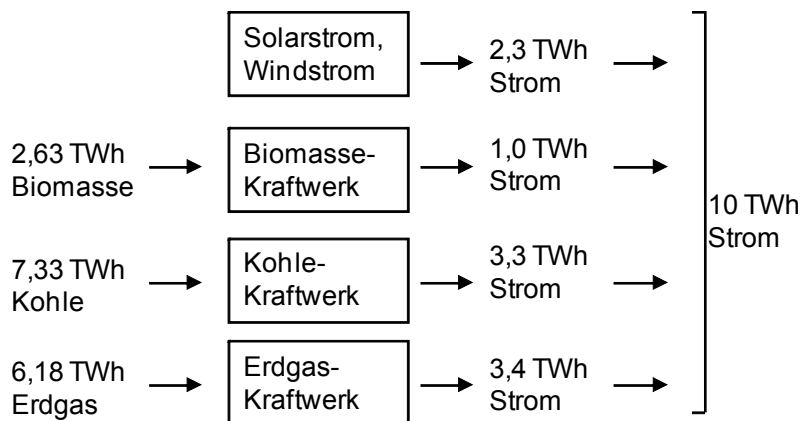 Solarstrom,
Windstrom
2,3 TWh
Strom
2,63 TWh
Biomasse
Biomasse-
Kraftwerk
1,0 TWh
Strom
7,33 TWh
Kohle
Kohle-
Kraftwerk
3,3 TWh
Strom
6,18 TWh
Erdgas
Erdgas-
Kraftwerk
3,4 TWh
Strom
10 TWh
Strom